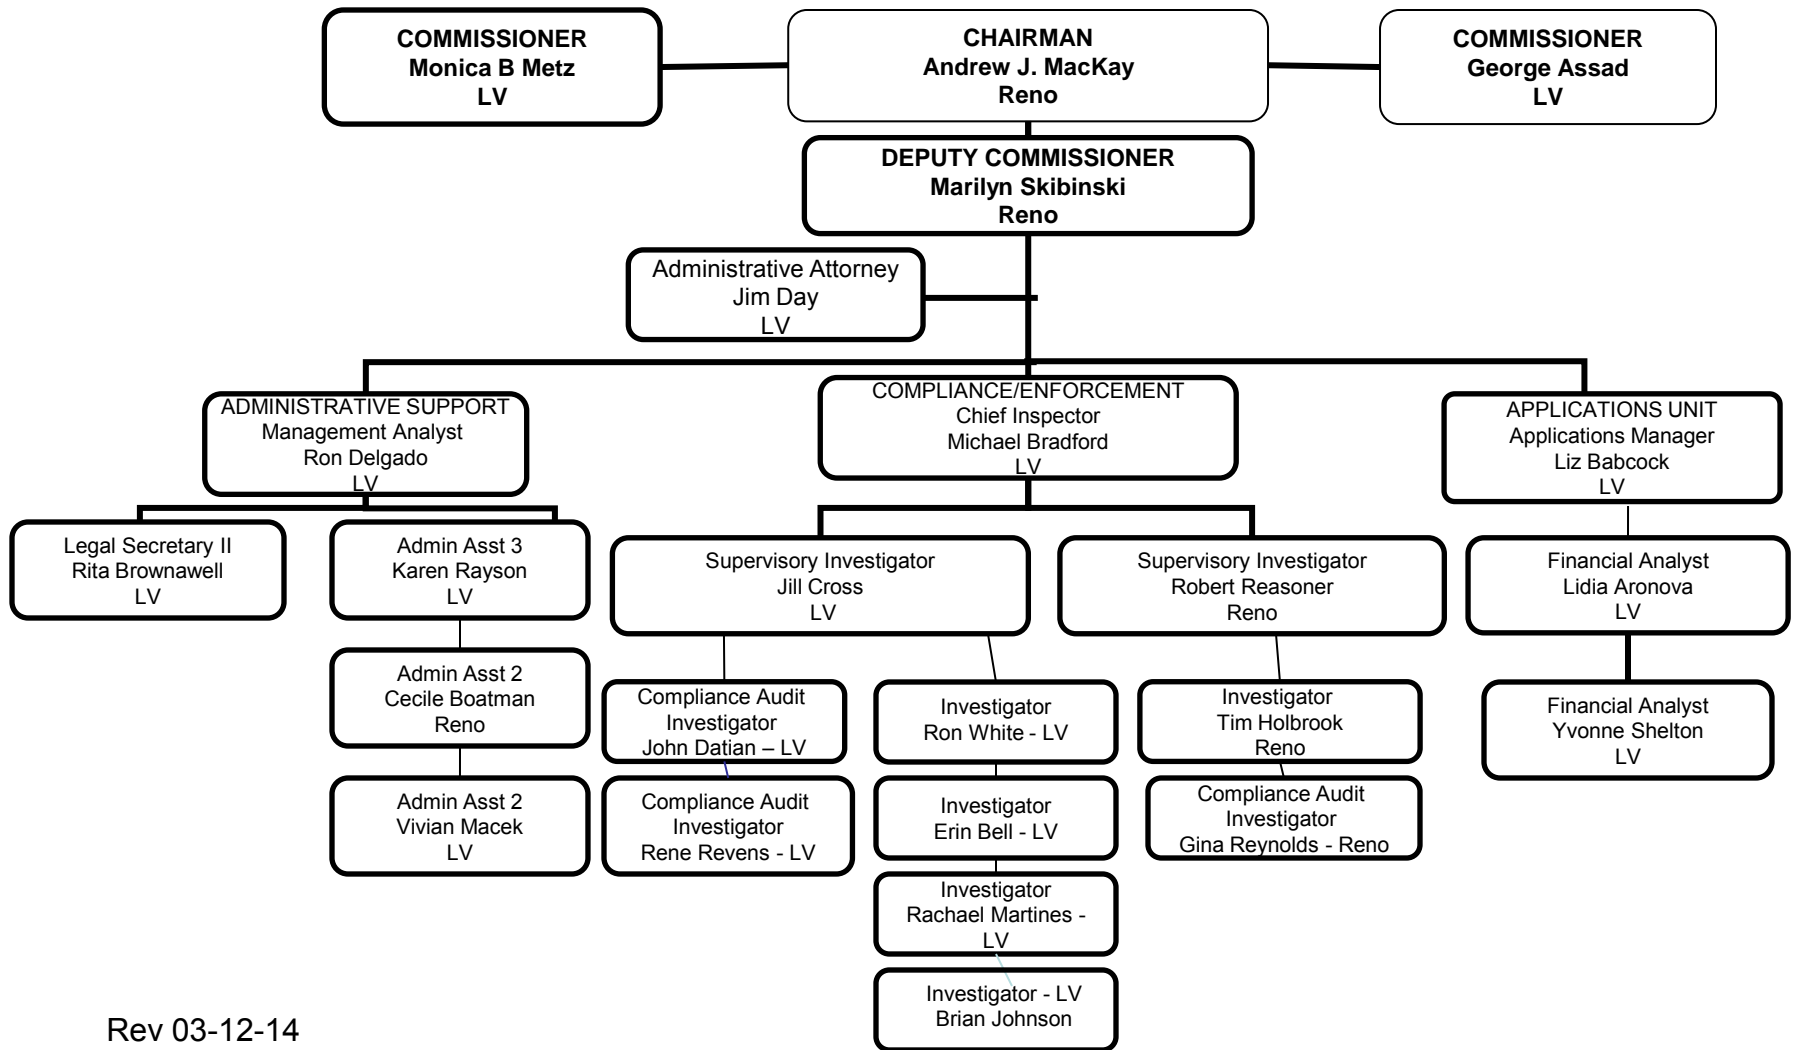 COMMISSIONER
Monica B Metz
LV
CHAIRMAN
Andrew J. MacKay
Reno
COMMISSIONER
George Assad
LV
DEPUTY COMMISSIONER
Marilyn Skibinski
Reno
Administrative Attorney
Jim Day
LV
ADMINISTRATIVE SUPPORT
Management Analyst
Ron Delgado
LV
COMPLIANCE/ENFORCEMENT
Chief Inspector
Michael Bradford
LV
APPLICATIONS UNIT
Applications Manager
Liz Babcock
LV
Legal Secretary II
Rita Brownawell
LV
Admin Asst 3
Karen Rayson
LV
Supervisory Investigator
Jill Cross
LV
Supervisory Investigator
Robert Reasoner
Reno
Financial Analyst
Lidia Aronova
LV
Admin Asst 2
Cecile Boatman
Reno
Compliance Audit
Investigator
John Datian – LV
Investigator
Ron White - LV
Investigator
Tim Holbrook
Reno
Financial Analyst
Yvonne Shelton
LV
Admin Asst 2
Vivian Macek
LV
Compliance Audit
Investigator
Rene Revens - LV
Investigator
Erin Bell - LV
Compliance Audit
Investigator
Gina Reynolds - Reno
Investigator
Rachael Martines -
LV
Investigator - LV
Brian Johnson
Rev 03-12-14